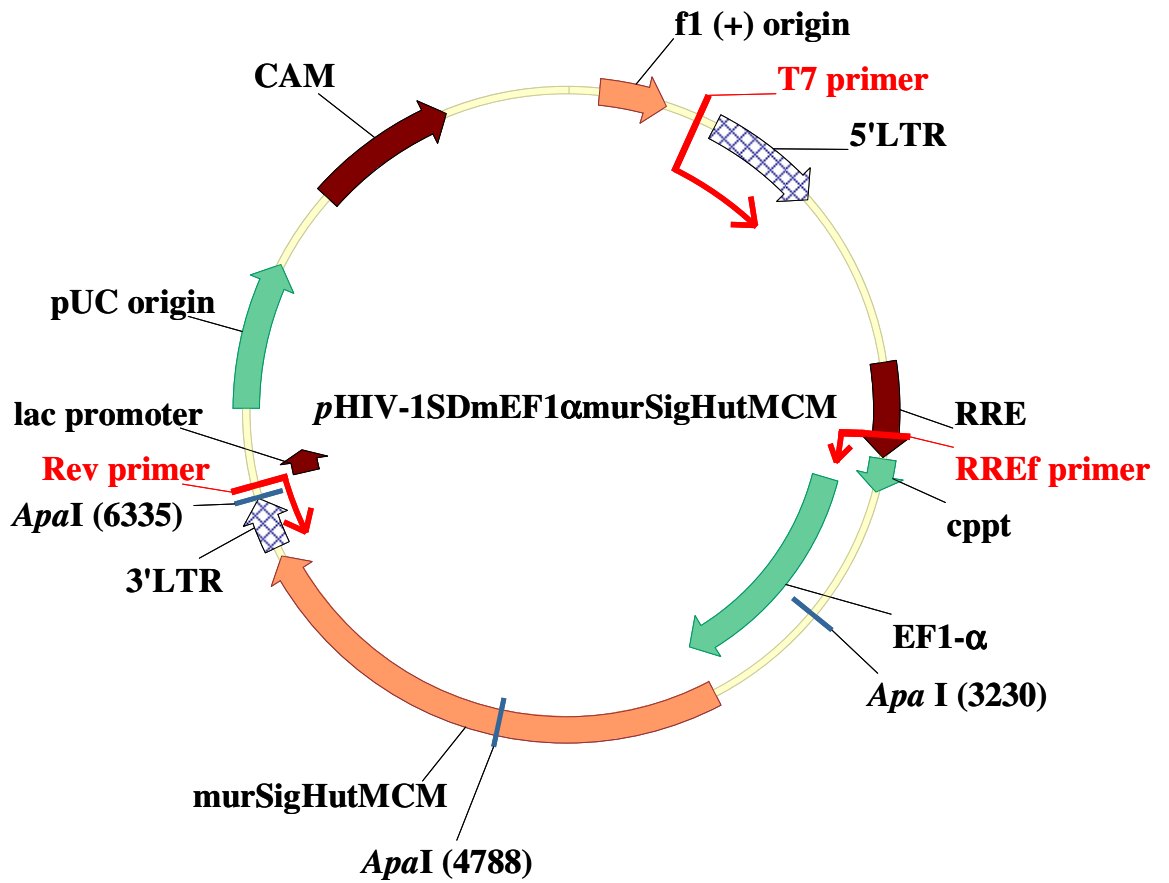 f1 (+) origin
T7 primer
CAM
5'LTR
pUC origin
lac promoter
pHIV-1SDmEF1αmurSigHutMCM
RRE
Rev primer
RREf primer
ApaI (6335)
cppt
3'LTR
EF1-α
Apa I (3230)
murSigHutMCM
ApaI (4788)